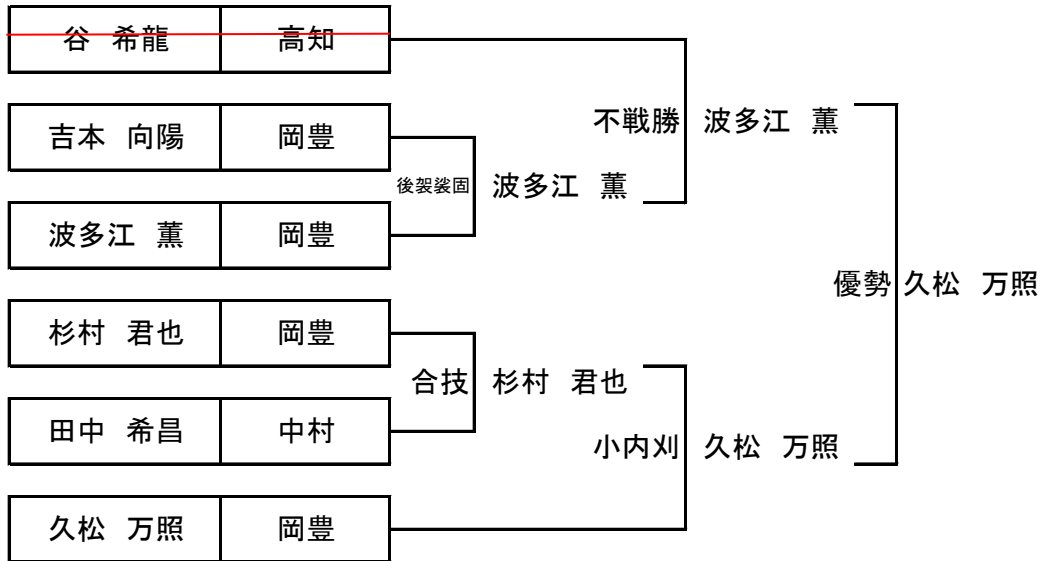 谷 希龍 高知
不戦勝 波多江 薫
吉本 向陽 岡豊
後袈裟固 波多江 薫
波多江 薫 岡豊
優勢 久松 万照
杉村 君也 岡豊
合技 杉村 君也
田中 希昌 中村
小内刈 久松 万照
久松 万照 岡豊